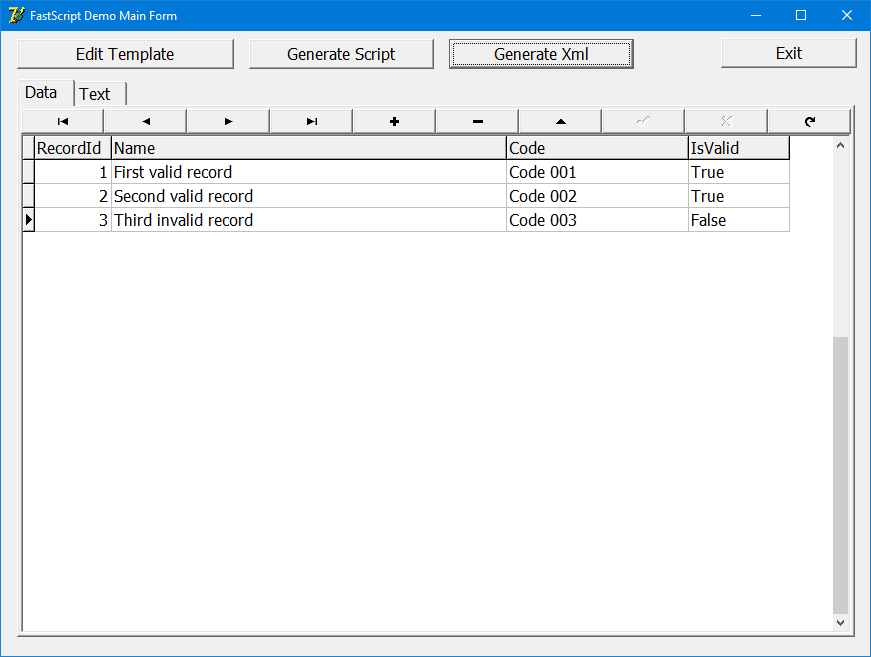 FastScript Demo Main Form
Edit Template Generate Script Generate Xml Exit
Data Text
RecordId Name Code IsValid
1 First valid record Code 001 True
2 Second valid record Code 002 True
3 Third invalid record Code 003 False